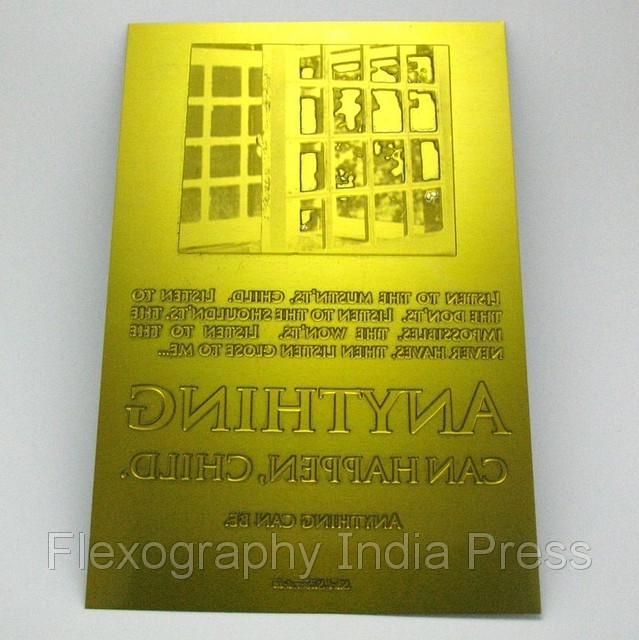 LISTEN TO THE MUSTN'TS, CHILD. LISTEN TO
THE DON'TS. LISTEN TO THE SHOULDN'TS, THE
IMPOSSIBLES, THE WON'TS. LISTEN TO THE
NEVER HAVES, THEN LISTEN CLOSE TO ME...
ANYTHING
CAN HAPPEN, CHILD.
ANYTHING CAN BE.
Flexography India Press